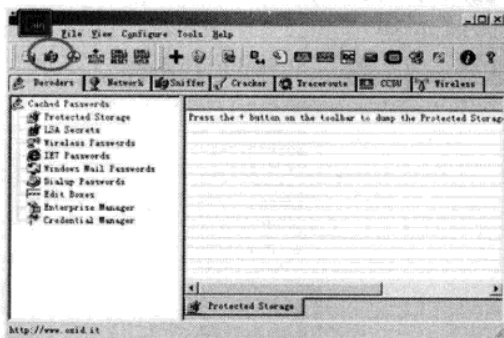 File View Configure Tools Help
Decoders Network Sniffer Cracker Traceroute CCDU Wireless
Cached Passwords
Protected Storage
LSA Secrets
Wireless Passwords
IE7 Passwords
Windows Mail Passwords
Dialup Passwords
Edit Boxes
Enterprise Manager
Credential Manager
Press the + button on the toolbar to dump the Protected Storag
Protected Storage
http://www.oxid.it